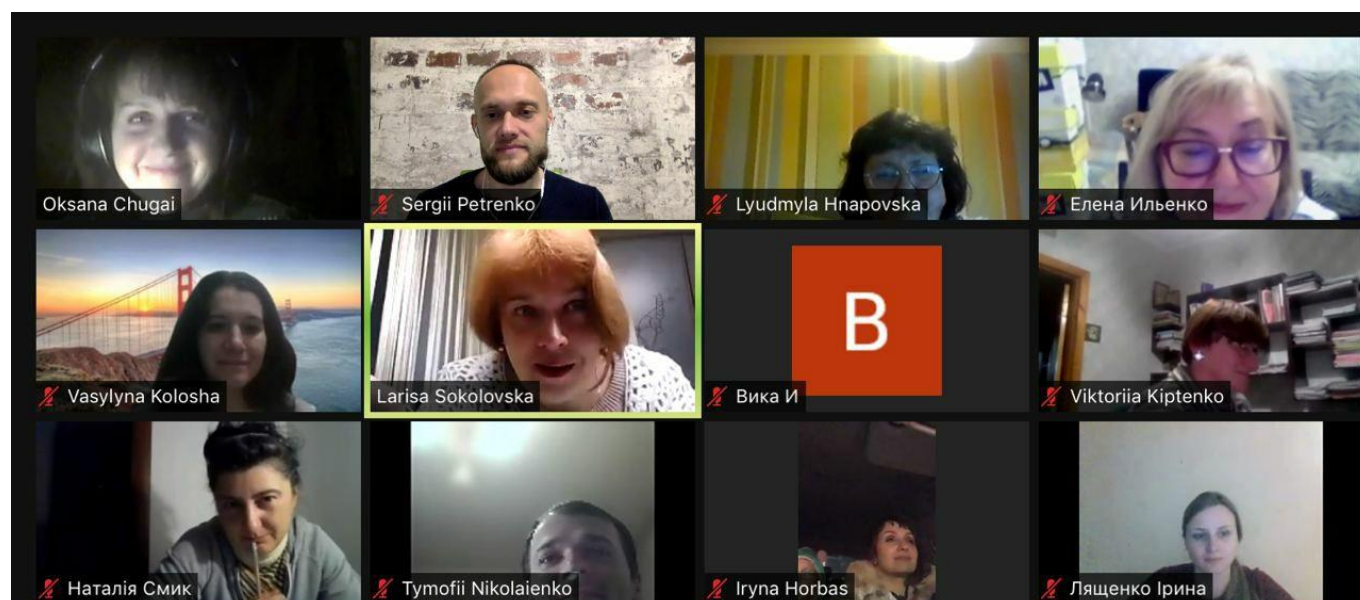 Oksana Chugai
Sergii Petrenko
Lyudmyla Hnapovska
Елена Ильенко
Vasylyna Kolosha
Larisa Sokolovska
В
Вика И
Viktoriia Kiptenko
Наталія Смик
Tymofii Nikolaienko
Iryna Horbas
Лященко Ірина